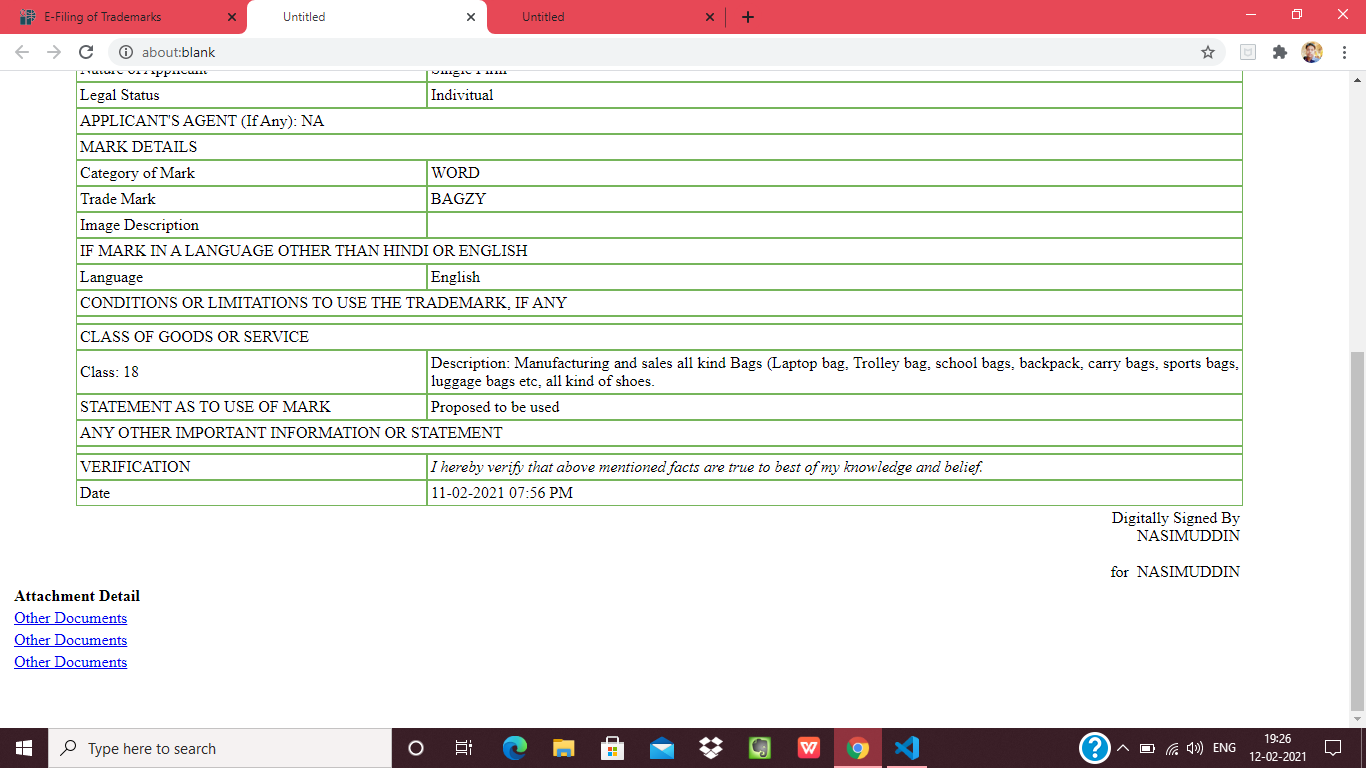 E-Filing of Trademarks
Untitled
Untitled
about:blank
Nature of Applicant Single Firm
Legal Status Indivitual
APPLICANT'S AGENT (If Any): NA
MARK DETAILS
Category of Mark WORD
Trade Mark BAGZY
Image Description
IF MARK IN A LANGUAGE OTHER THAN HINDI OR ENGLISH
Language English
CONDITIONS OR LIMITATIONS TO USE THE TRADEMARK, IF ANY
CLASS OF GOODS OR SERVICE
Class: 18
Description: Manufacturing and sales all kind Bags (Laptop bag, Trolley bag, school bags, backpack, carry bags, sports bags,
luggage bags etc, all kind of shoes.
STATEMENT AS TO USE OF MARK Proposed to be used
ANY OTHER IMPORTANT INFORMATION OR STATEMENT
VERIFICATION I hereby verify that above mentioned facts are true to best of my knowledge and belief.
Date 11-02-2021 07:56 PM
Digitally Signed By
NASIMUDDIN
for NASIMUDDIN
Attachment Detail
Other Documents
Other Documents
Other Documents
Type here to search
ENG
19:26
12-02-2021